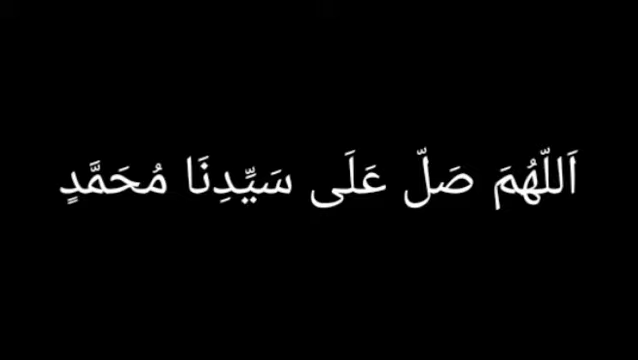 اَللّهُمَ صَلّ عَلَى سَيِّدِنَا مُحَمَّدٍ